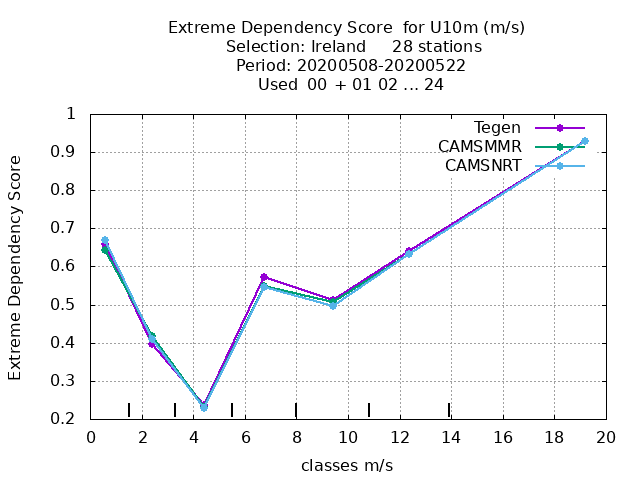 Extreme Dependency Score  for U10m (m/s)
Selection: Ireland     28 stations
Period: 20200508-20200522
Used  00  + 01 02 ... 24
Extreme Dependency Score
1
0.9
0.8
0.7
0.6
0.5
0.4
0.3
0.2
Tegen
CAMSMMR
CAMSNRT
0 2 4 6 8 10 12 14 16 18 20
classes m/s